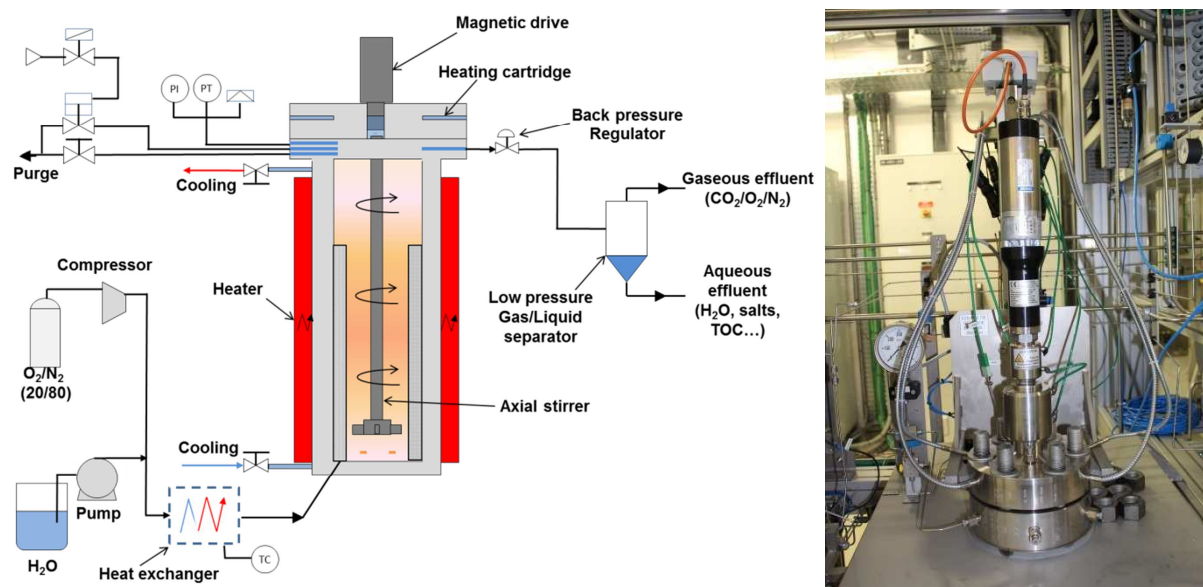 Magnetic drive
Heating cartridge
PI
PT
Back pressure
Regulator
Purge
Cooling
Gaseous effluent
(CO₂/O₂/N₂)
Compressor
Heater
Low pressure
Gas/Liquid
separator
Aqueous
effluent
(H₂O, salts,
TOC…)
O₂/N₂
(20/80)
Axial stirrer
Cooling
Pump
H₂O
Heat exchanger
TC